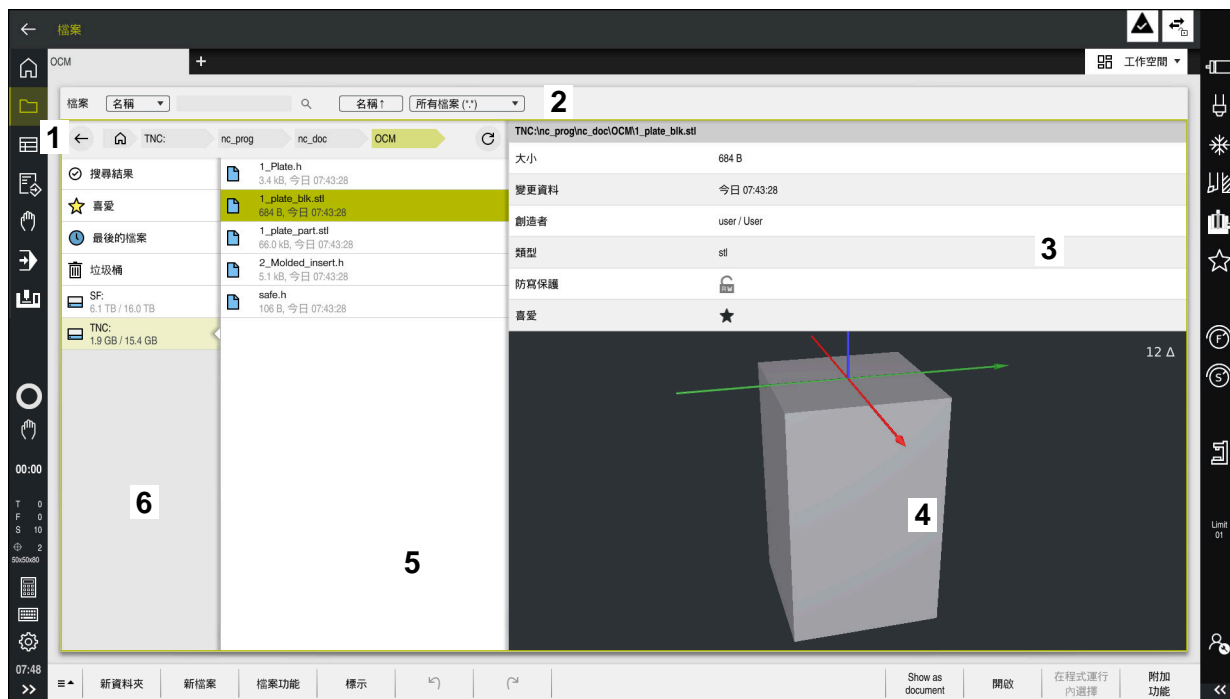 檔案
OCM
+
工作空間
檔案
名稱
名稱↑
所有檔案 (*.*)
2
1
TNC:
nc_prog
nc_doc
OCM
TNC:\nc_prog\nc_doc\OCM\1_plate_blk.stl
搜尋結果
喜愛
最後的檔案
垃圾桶
SF:
6.1 TB / 16.0 TB
TNC:
1.9 GB / 15.4 GB
6
1_Plate.h
3.4 kB, 今日 07:43:28
1_plate_blk.stl
684 B, 今日 07:43:28
1_plate_part.stl
66.0 kB, 今日 07:43:28
2_Molded_insert.h
5.1 kB, 今日 07:43:28
safe.h
106 B, 今日 07:43:28
5
大小 684 B
變更資料 今日 07:43:28
創造者 user / User
類型 stl
3
防寫保護
喜愛
12 Δ
4
00:00
T 0
F 0
S 10
2
50x50x80
07:48
F
S
Limit
01
新資料夾
新檔案
檔案功能
標示
Show as
document
開啟
在程式運行
內選擇
附加
功能